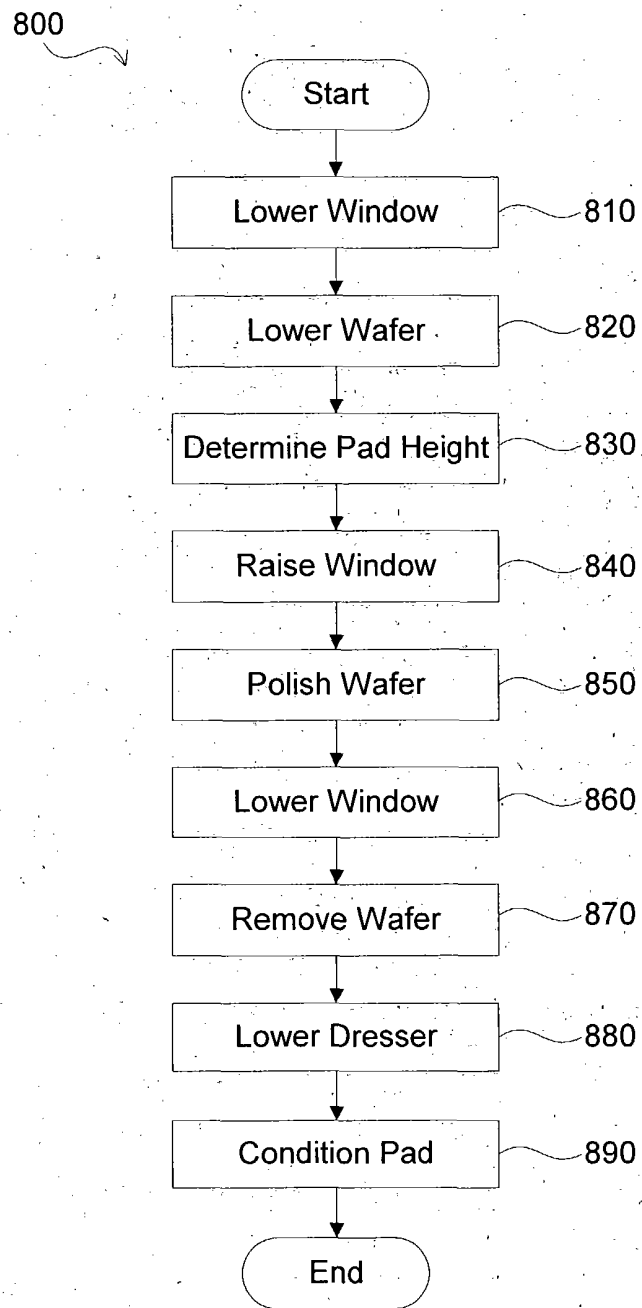 800
Start
Lower Window 810
Lower Wafer 820
Determine Pad Height 830
Raise Window 840
Polish Wafer 850
Lower Window 860
Remove Wafer 870
Lower Dresser 880
Condition Pad 890
End